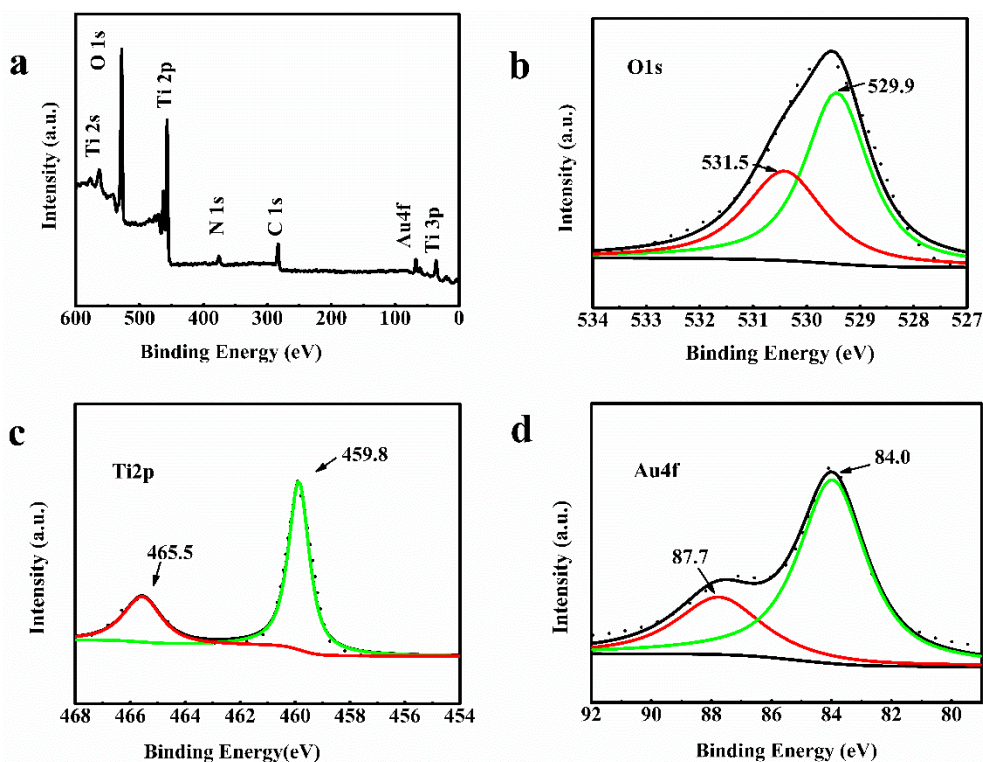 a
Intensity (a.u.)
Ti 2s
O 1s
Ti 2p
N 1s
C 1s
Au4f
Ti 3p
600 500 400 300 200 100 0
Binding Energy (eV)
b
Intensity (a.u.)
O1s
529.9
531.5
534 533 532 531 530 529 528 527
Binding Energy (eV)
c
Intensity (a.u.)
Ti2p
459.8
465.5
468 466 464 462 460 458 456 454
Binding Energy(eV)
d
Intensity (a.u.)
Au4f
84.0
87.7
92 90 88 86 84 82 80
Binding Energy (eV)